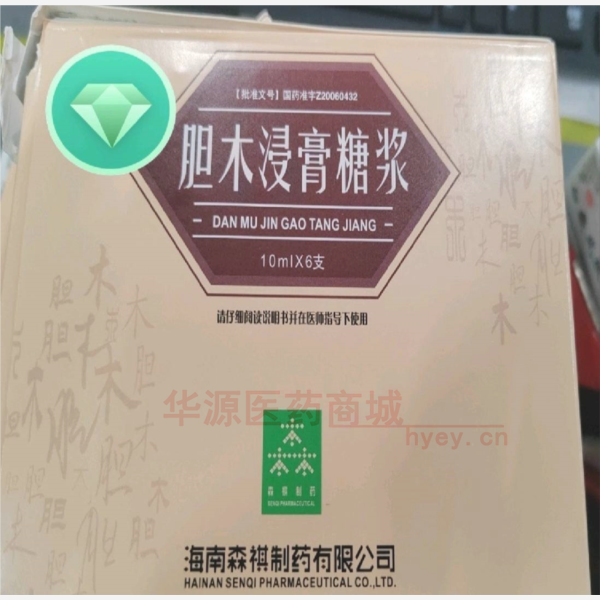 【批准文号】国药准字Z20060432
胆木浸膏糖浆
DAN MU JIN GAO TANG JIANG
10mlX6支
请仔细阅读说明书并在医师指导下使用
华源医药商城
hyey.cn
森祺制药
SENQI PHARMACEUTICAL
海南森祺制药有限公司
HAINAN SENQI PHARMACEUTICAL CO.,LTD.